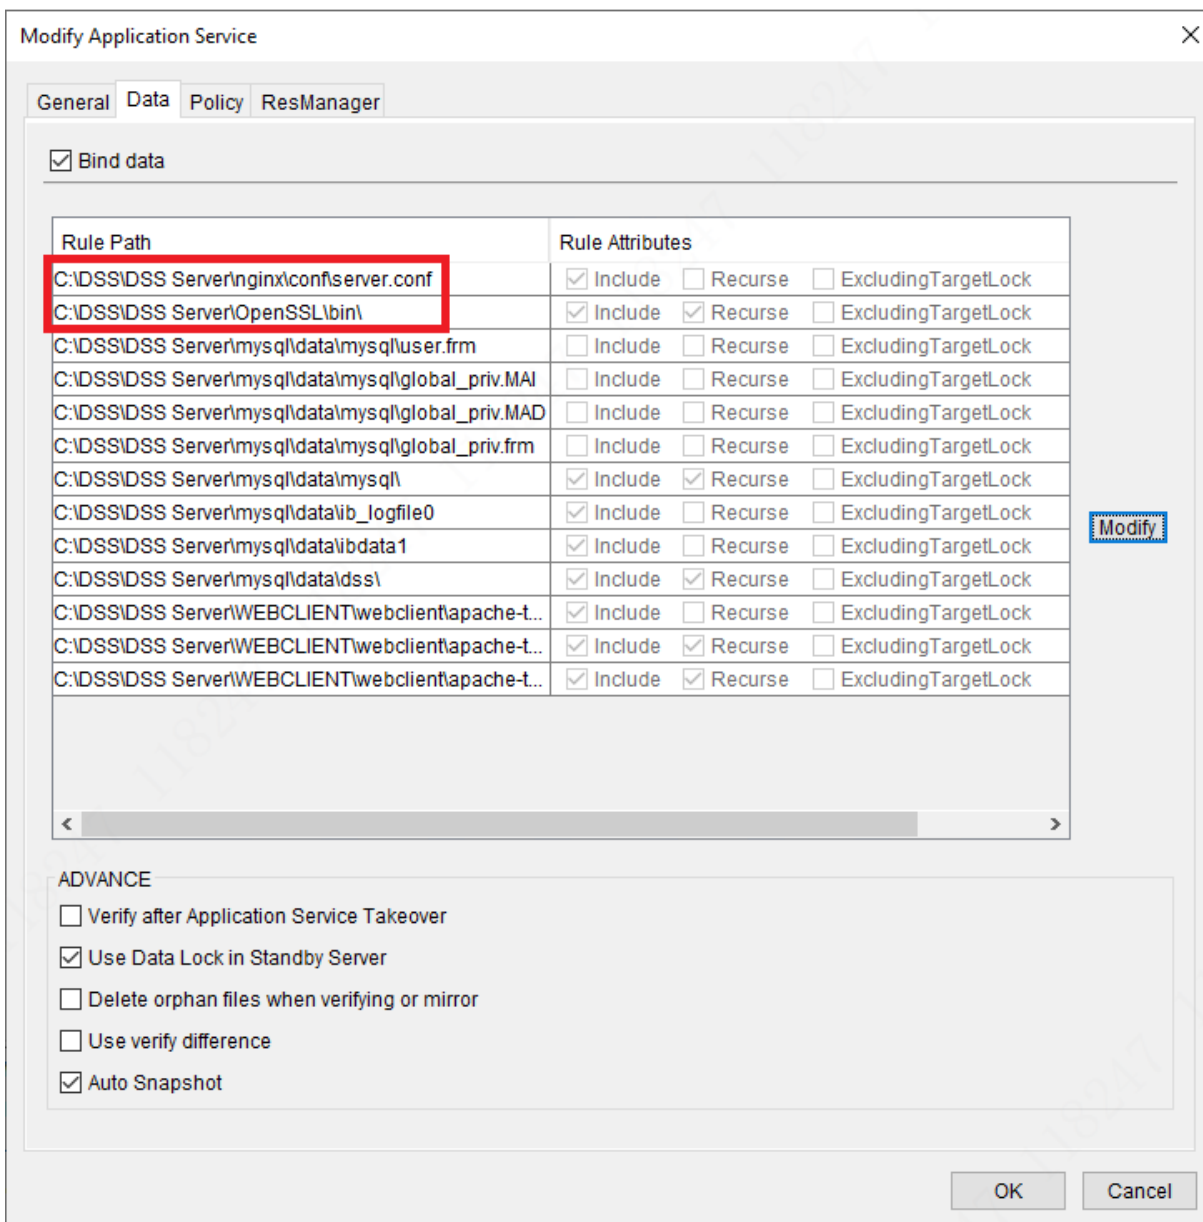 Modify Application Service
General Data Policy ResManager
Bind data
Rule Path Rule Attributes
C:\DSS\DSS Server\nginx\conf\server.conf Include Recurse ExcludingTargetLock
C:\DSS\DSS Server\OpenSSL\bin\ Include Recurse ExcludingTargetLock
C:\DSS\DSS Server\mysql\data\mysql\user.frm Include Recurse ExcludingTargetLock
C:\DSS\DSS Server\mysql\data\mysql\global_priv.MAI Include Recurse ExcludingTargetLock
C:\DSS\DSS Server\mysql\data\mysql\global_priv.MAD Include Recurse ExcludingTargetLock
C:\DSS\DSS Server\mysql\data\mysql\global_priv.frm Include Recurse ExcludingTargetLock
C:\DSS\DSS Server\mysql\data\mysql\ Include Recurse ExcludingTargetLock
C:\DSS\DSS Server\mysql\data\ib_logfile0 Include Recurse ExcludingTargetLock
C:\DSS\DSS Server\mysql\data\ibdata1 Include Recurse ExcludingTargetLock
C:\DSS\DSS Server\mysql\data\dss\ Include Recurse ExcludingTargetLock
C:\DSS\DSS Server\WEBCLIENT\webclient\apache-t... Include Recurse ExcludingTargetLock
C:\DSS\DSS Server\WEBCLIENT\webclient\apache-t... Include Recurse ExcludingTargetLock
C:\DSS\DSS Server\WEBCLIENT\webclient\apache-t... Include Recurse ExcludingTargetLock
Modify
ADVANCE
Verify after Application Service Takeover
Use Data Lock in Standby Server
Delete orphan files when verifying or mirror
Use verify difference
Auto Snapshot
OK Cancel